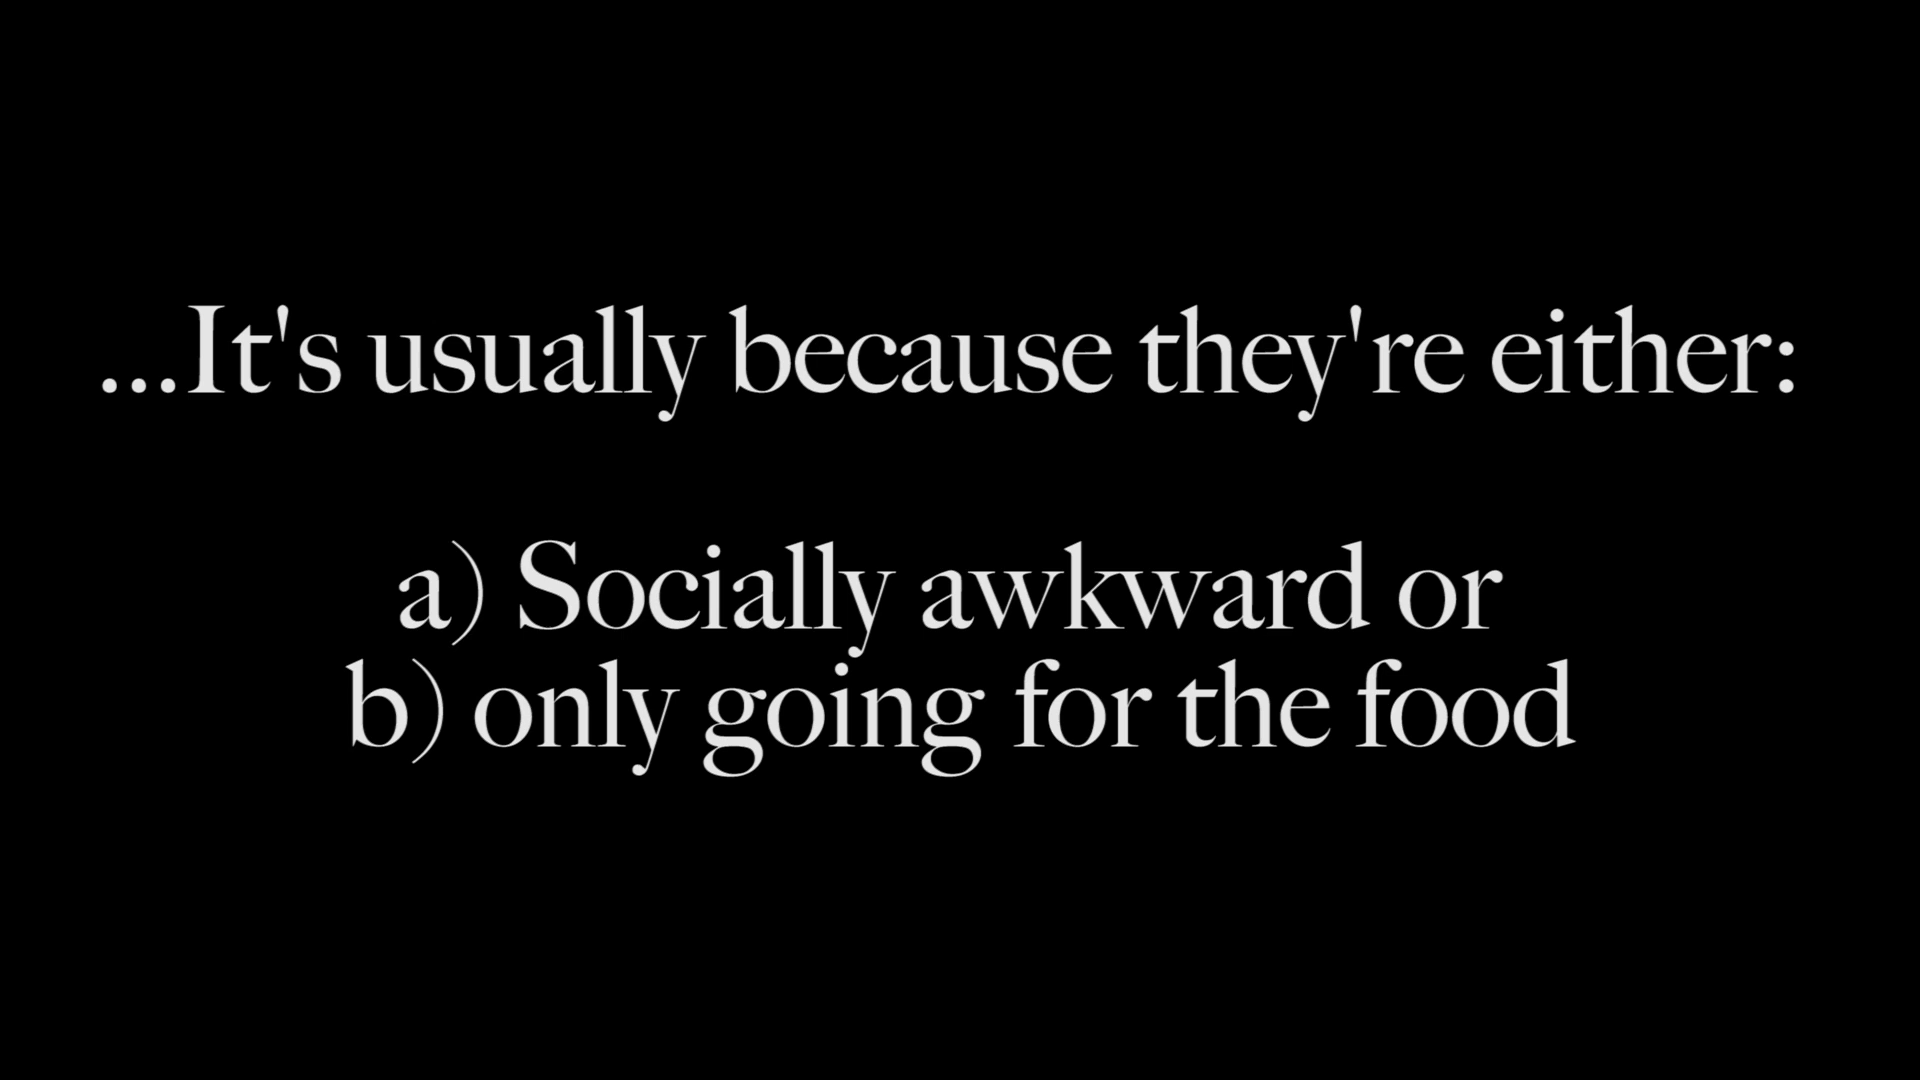 ...It's usually because they're either:
a) Socially awkward or
b) only going for the food